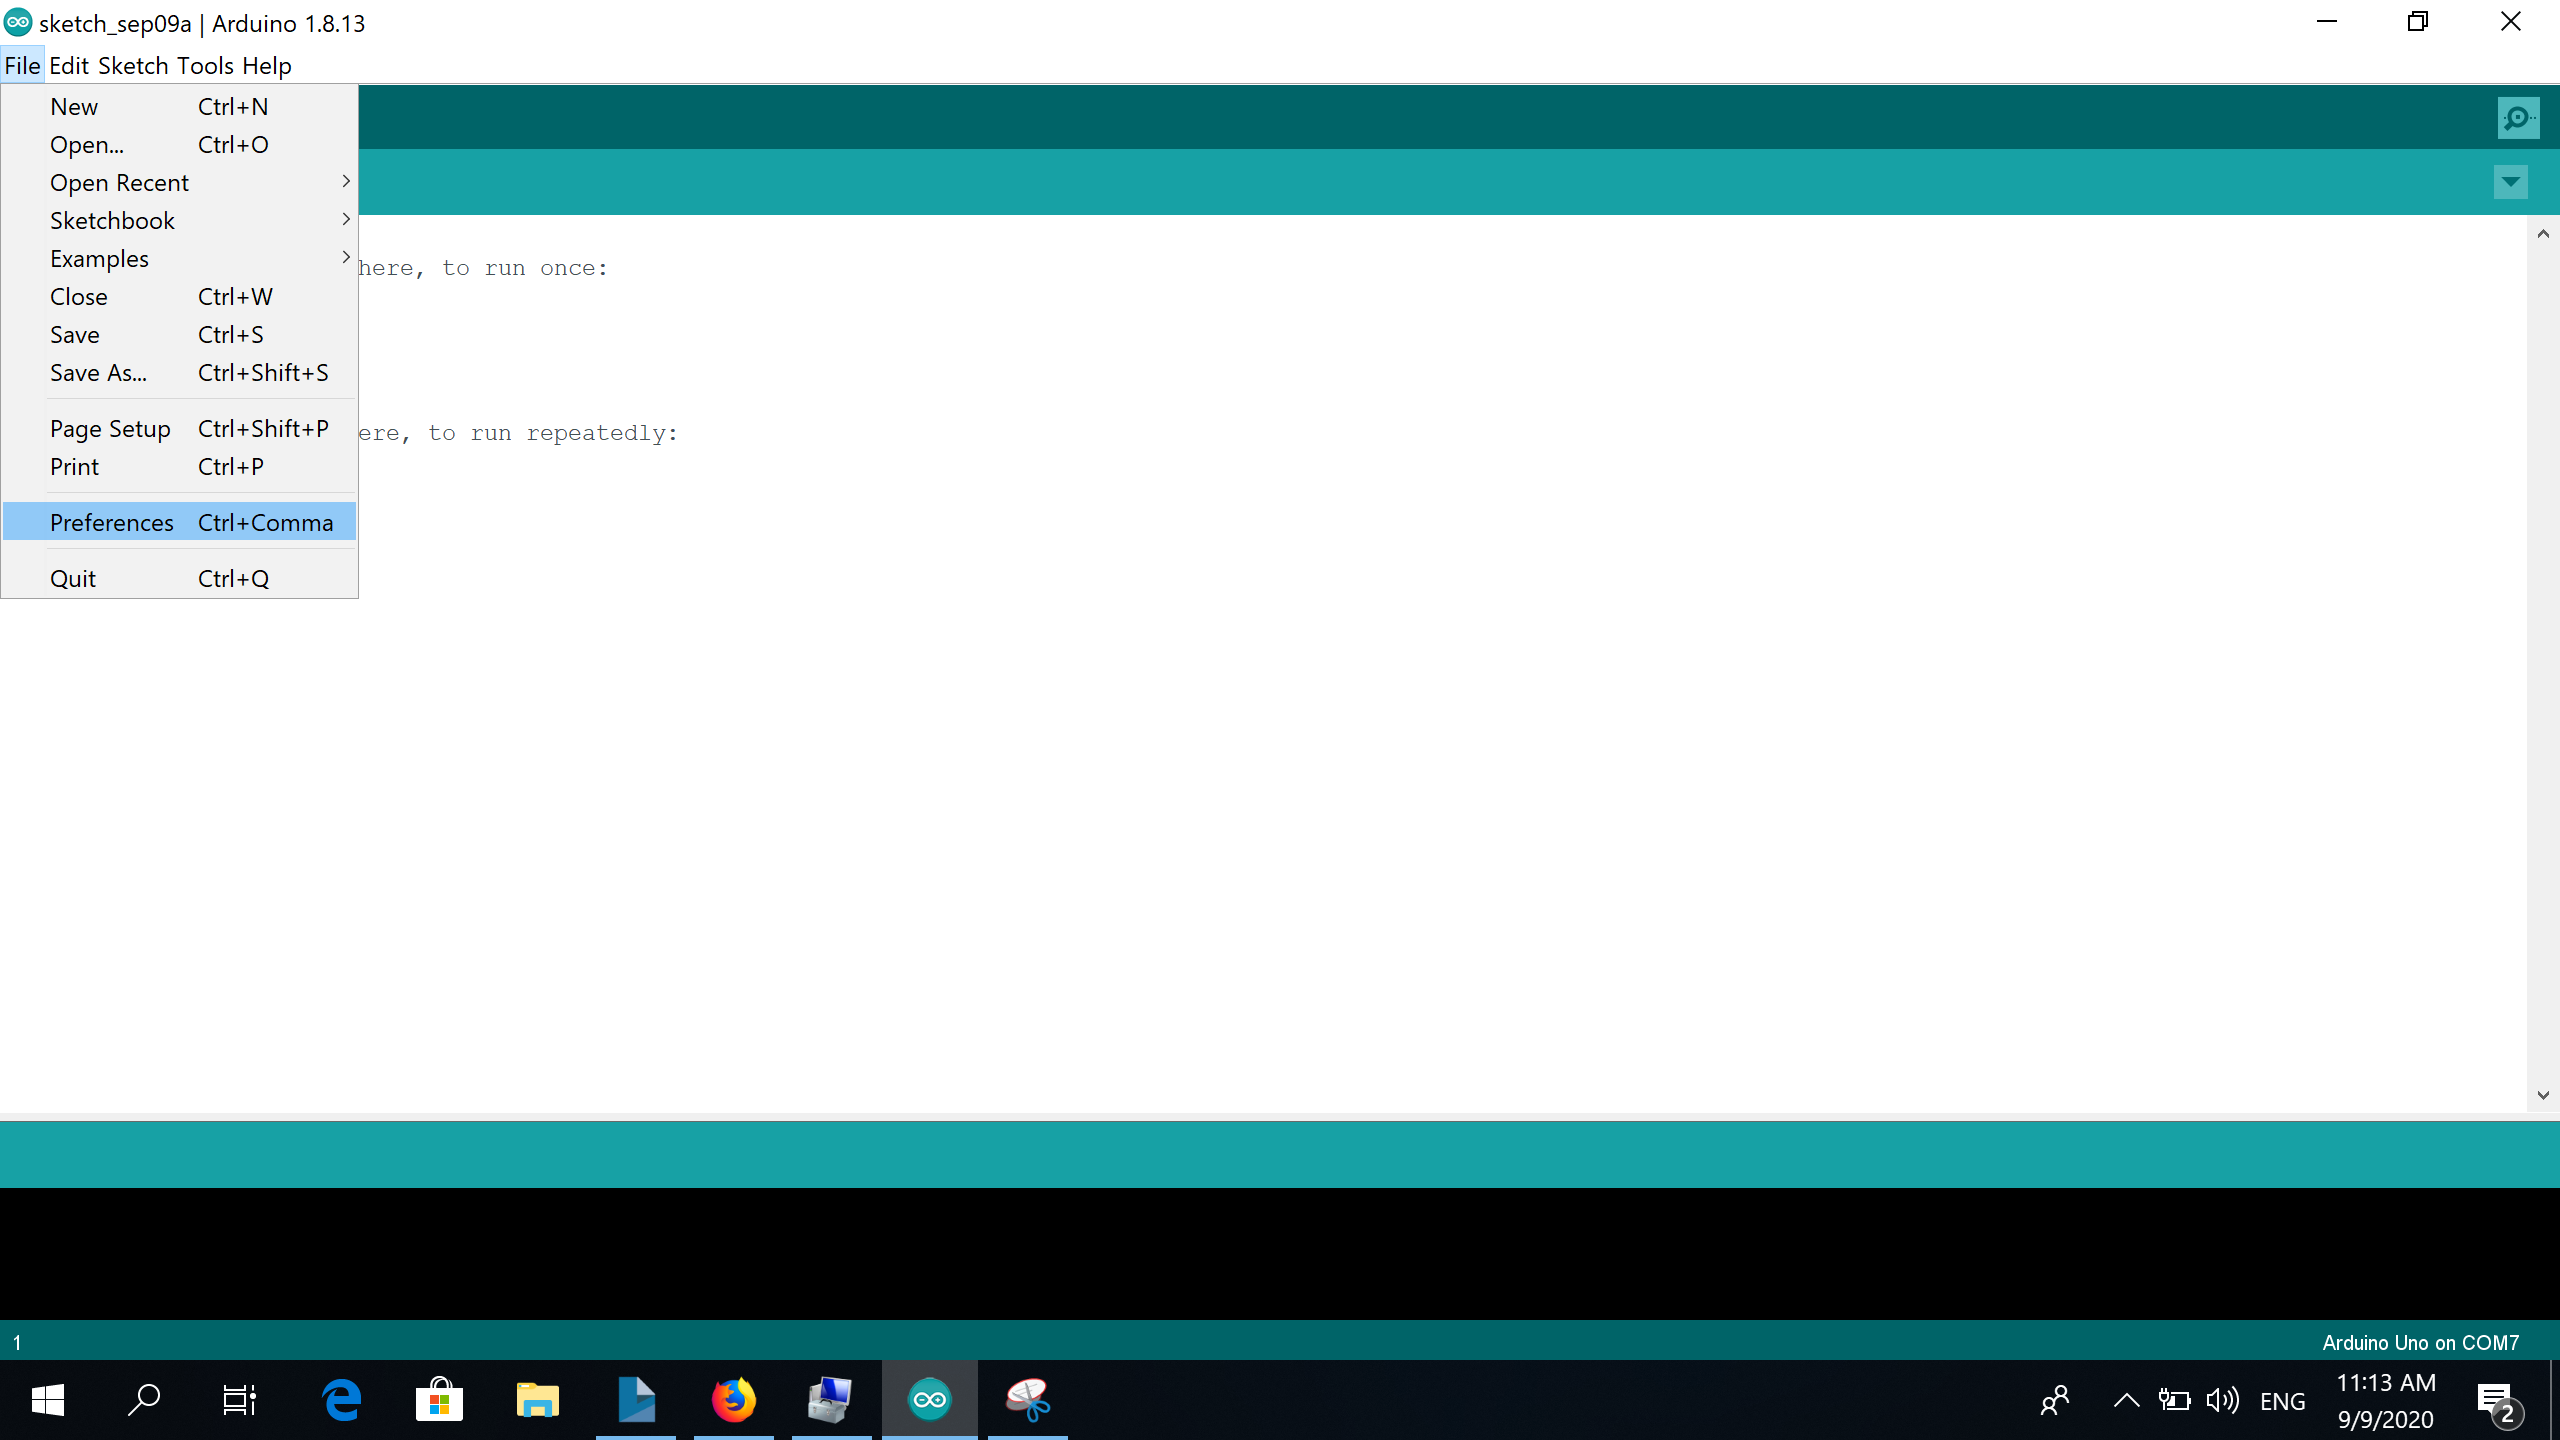 sketch_sep09a | Arduino 1.8.13
File Edit Sketch Tools Help
New Ctrl+N
Open... Ctrl+O
Open Recent
Sketchbook
Examples
here, to run once:
Close Ctrl+W
Save Ctrl+S
Save As... Ctrl+Shift+S
Page Setup Ctrl+Shift+P
ere, to run repeatedly:
Print Ctrl+P
Preferences Ctrl+Comma
Quit Ctrl+Q
1 Arduino Uno on COM7
ENG
11:13 AM
9/9/2020
2